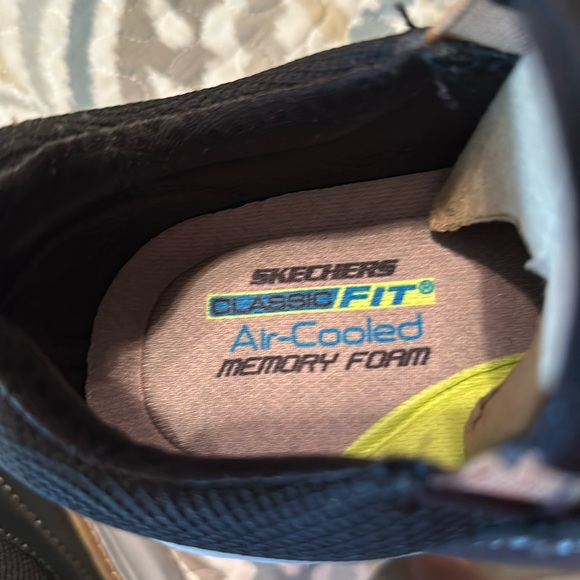 SKECHERS
CLASSIC FIT®
Air-Cooled
MEMORY FOAM